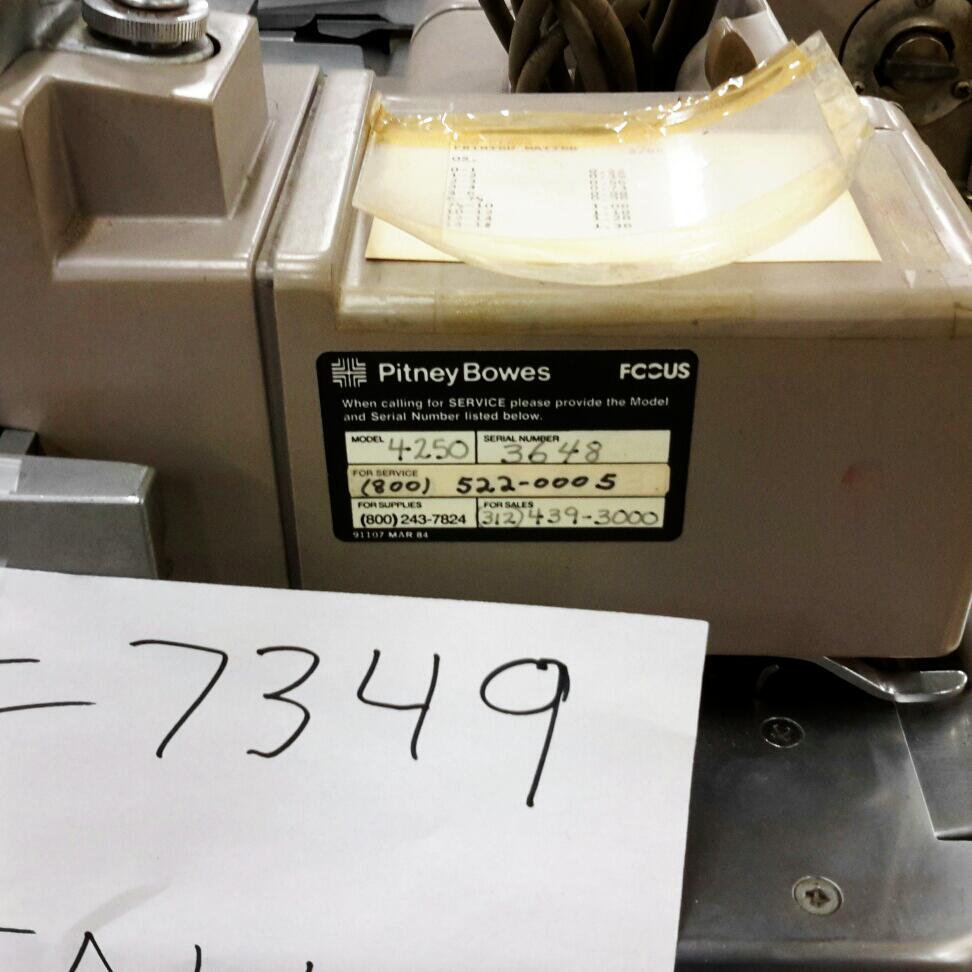 PRINTED MATTER
Pitney Bowes FOCUS
When calling for SERVICE please provide the Model
and Serial Number listed below.
MODEL 4250 SERIAL NUMBER 3648
FOR SERVICE
(800) 522-0005
FOR SUPPLIES FOR SALES
(800) 243-7824 (312) 439-3000
91107 MAR 84
= 7349